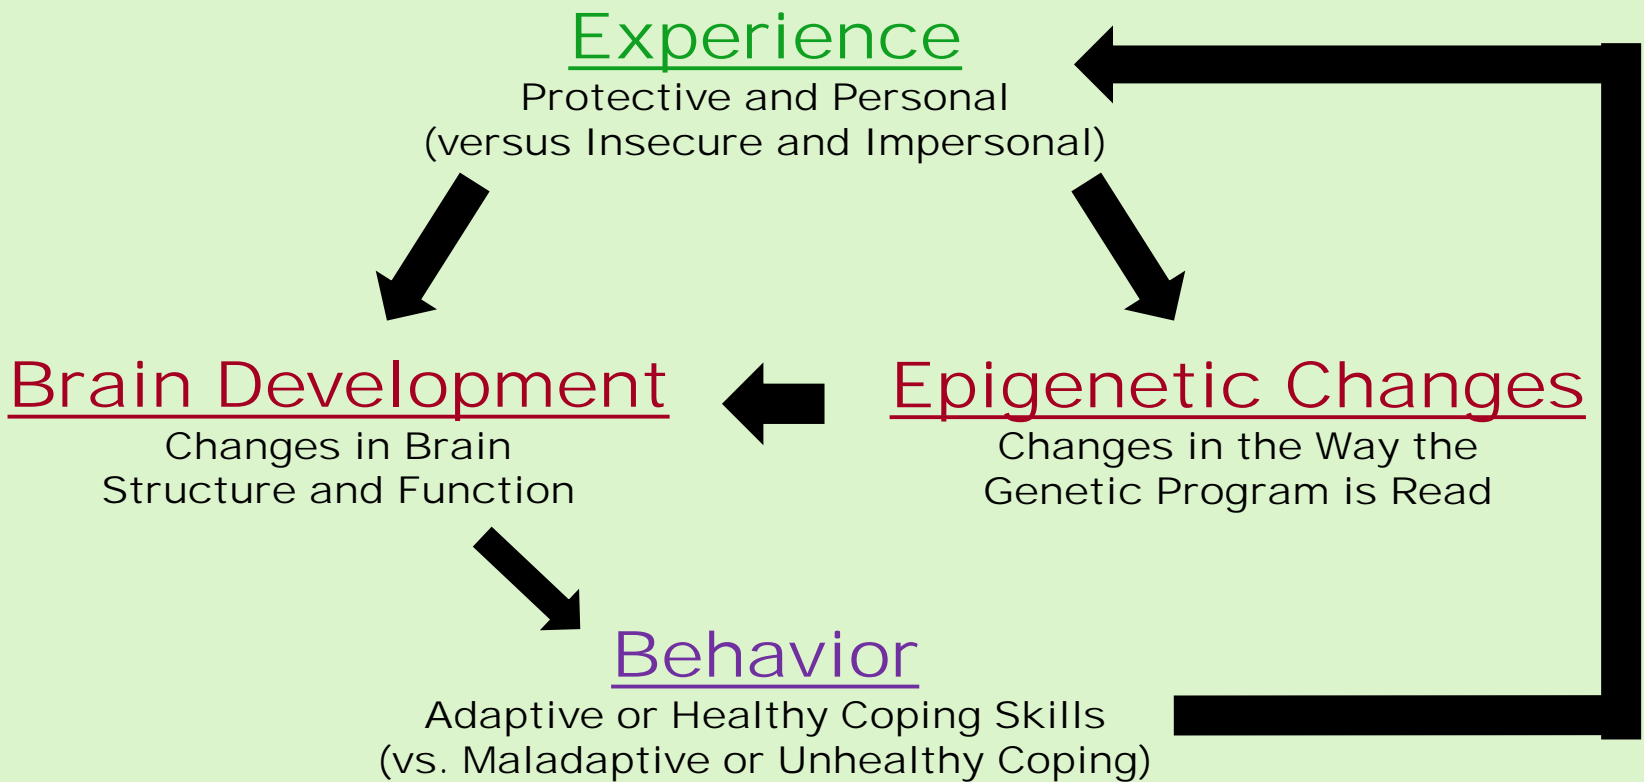 Experience
Protective and Personal
(versus Insecure and Impersonal)
Brain Development
Changes in Brain
Structure and Function
Epigenetic Changes
Changes in the Way the
Genetic Program is Read
Behavior
Adaptive or Healthy Coping Skills
(vs. Maladaptive or Unhealthy Coping)